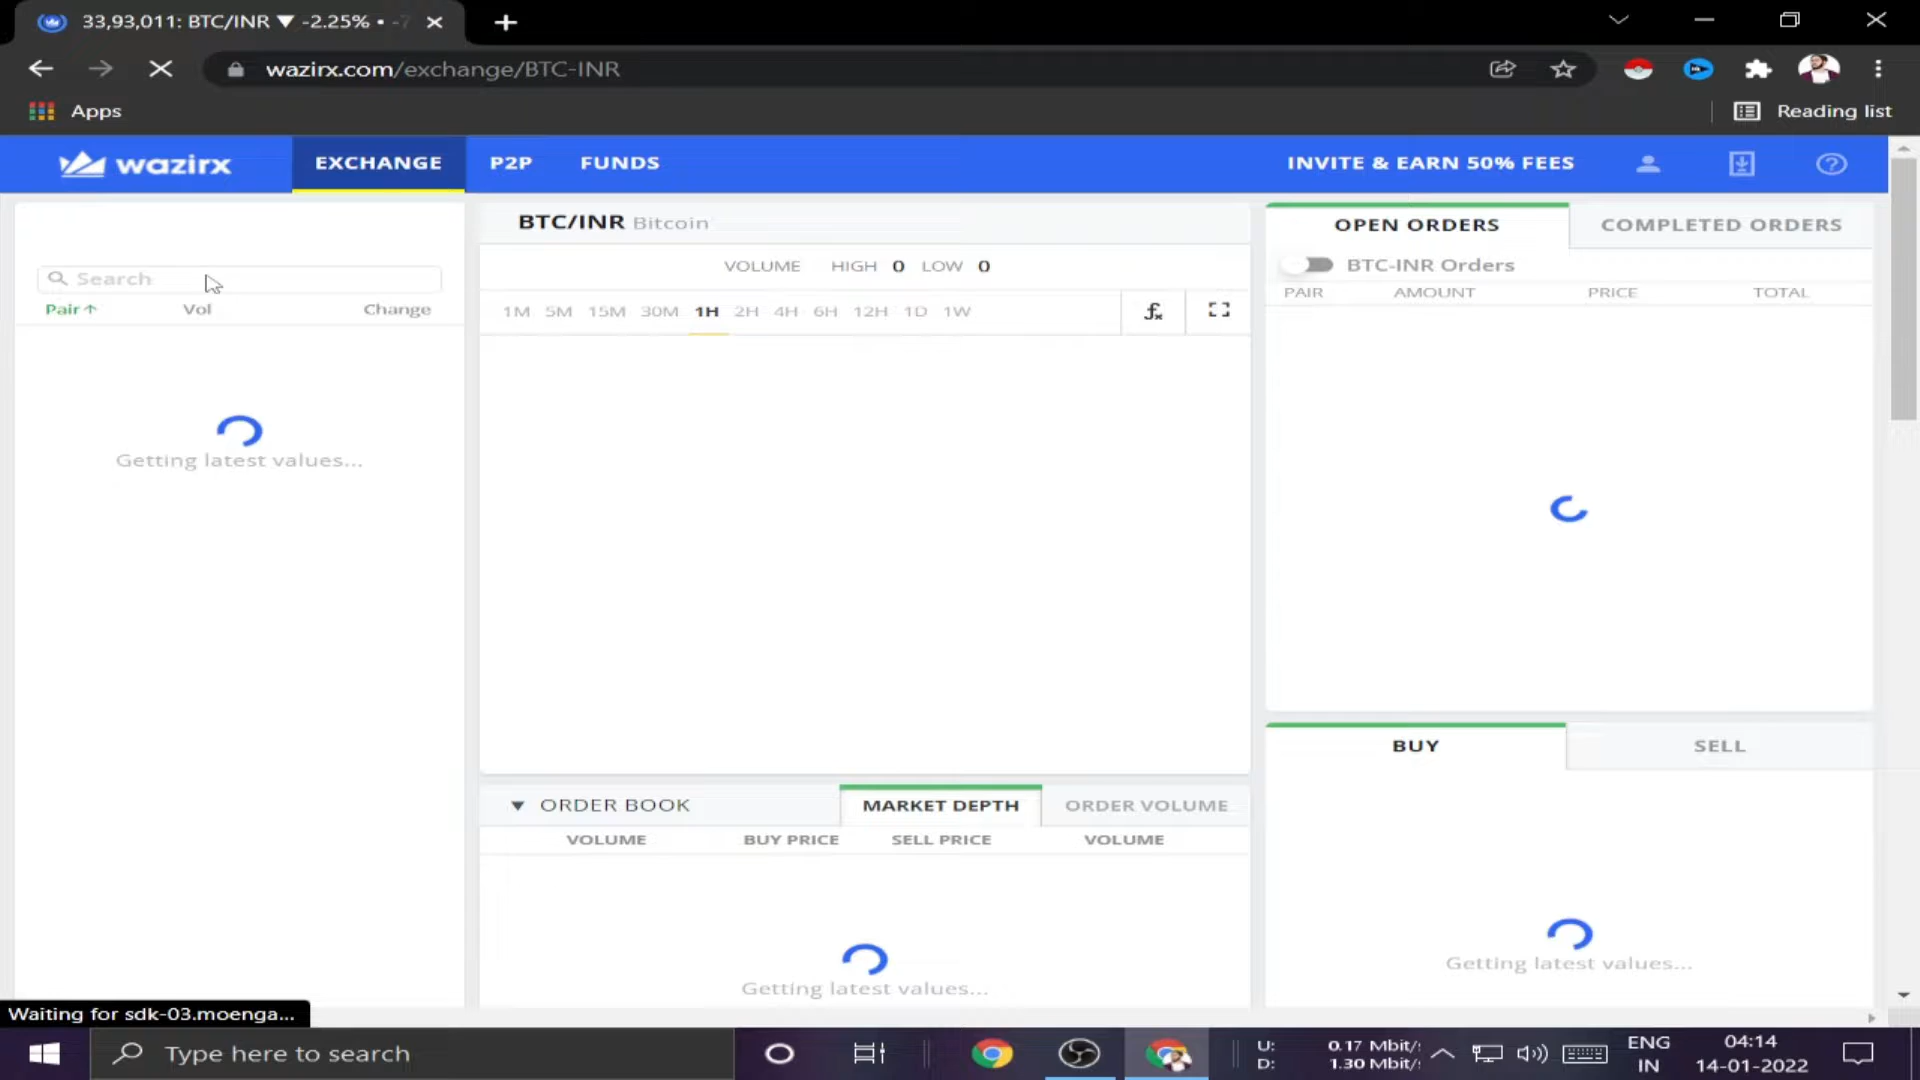 33,93,011: BTC/INR ▼ -2.25% •
wazirx.com/exchange/BTC-INR
Apps
Reading list
wazirx
EXCHANGE
P2P
FUNDS
INVITE & EARN 50% FEES
Search
Pair ↑ Vol Change
Getting latest values...
BTC/INR Bitcoin
VOLUME HIGH 0 LOW 0
1M 5M 15M 30M 1H 2H 4H 6H 12H 1D 1W
fx
OPEN ORDERS
COMPLETED ORDERS
BTC-INR Orders
PAIR AMOUNT PRICE TOTAL
▼ ORDER BOOK
MARKET DEPTH
ORDER VOLUME
VOLUME BUY PRICE SELL PRICE VOLUME
Getting latest values...
BUY
SELL
Getting latest values...
Waiting for sdk-03.moenga...
Type here to search
U: 0.17 Mbit/
D: 1.30 Mbit/
ENG
IN
04:14
14-01-2022